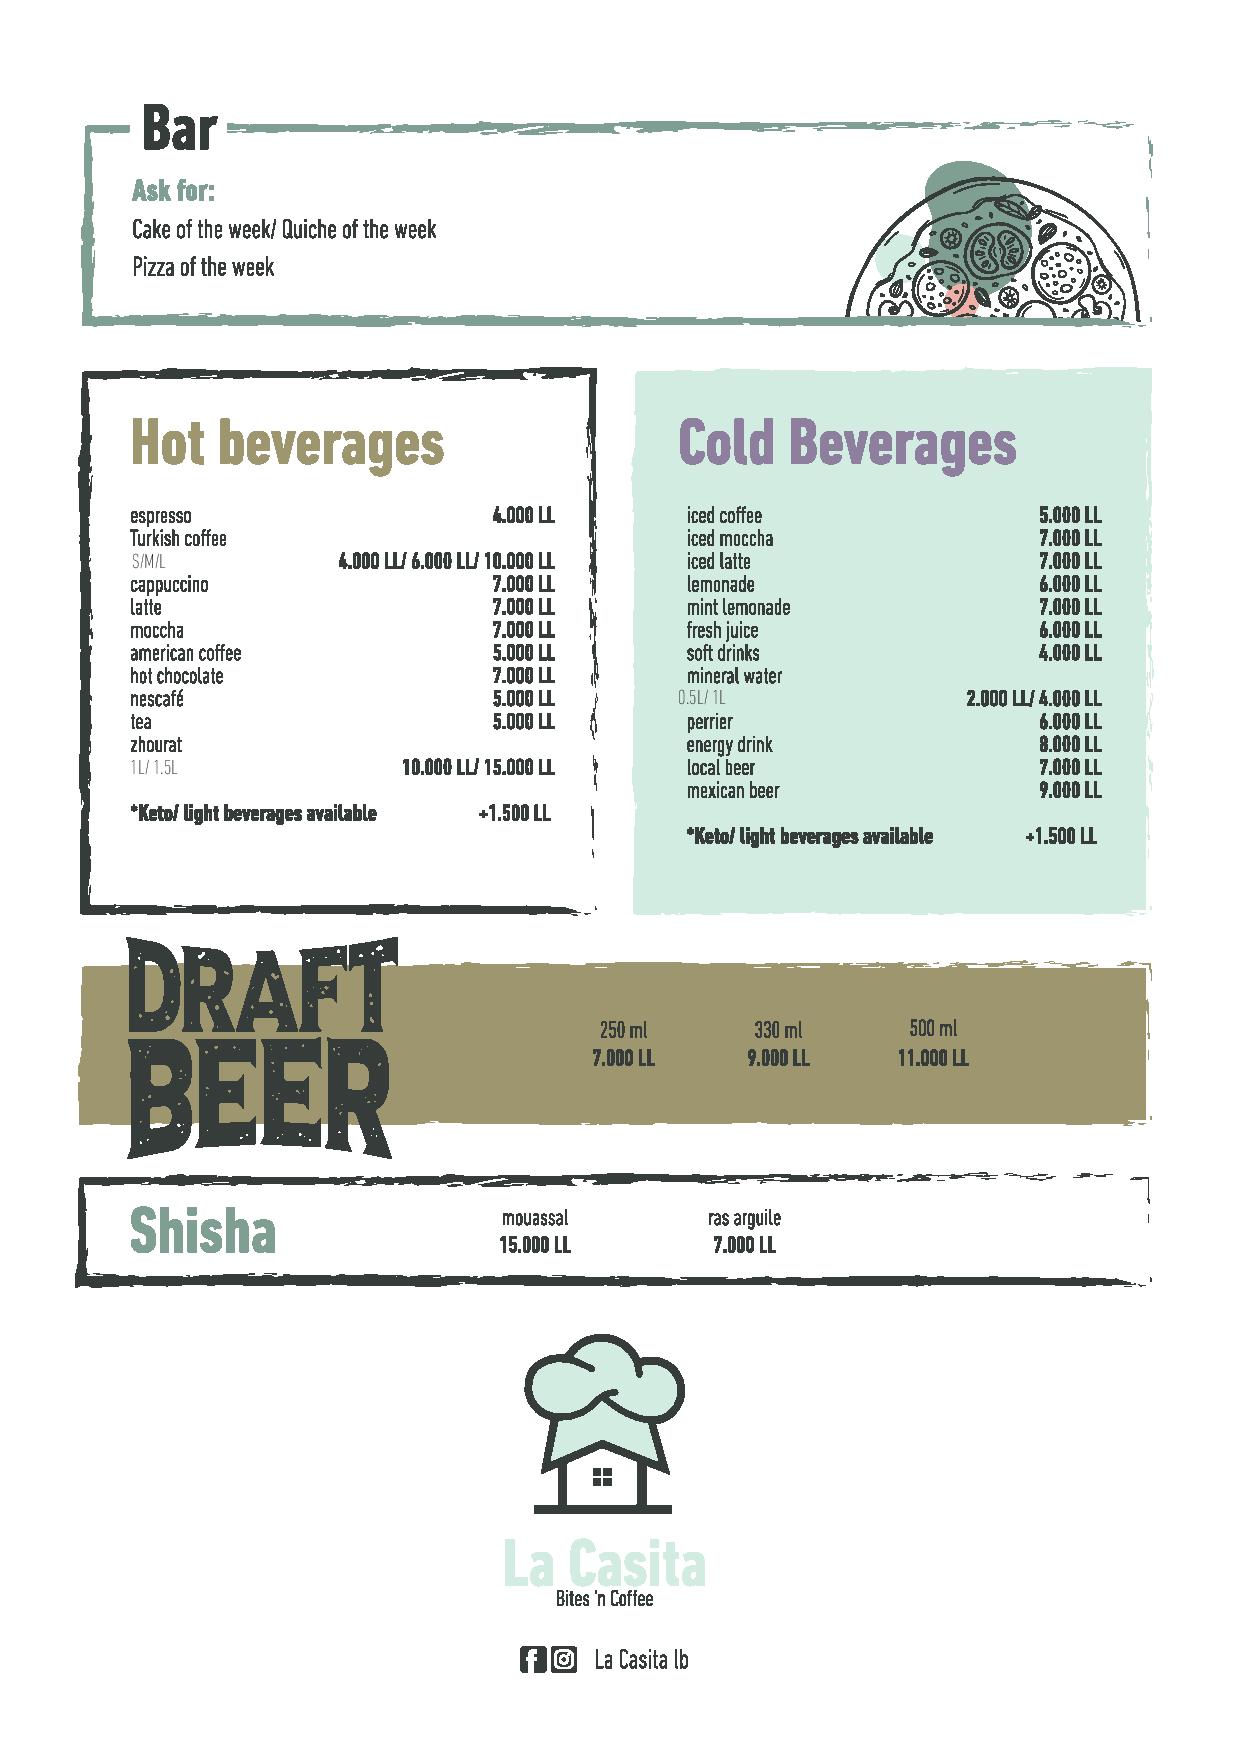 Bar
Ask for:
Cake of the week/ Quiche of the week
Pizza of the week
Hot beverages
espresso 4.000 LL
Turkish coffee
S/M/L 4.000 LL/ 6.000 LL/ 10.000 LL
cappuccino 7.000 LL
latte 7.000 LL
moccha 7.000 LL
american coffee 5.000 LL
hot chocolate 7.000 LL
nescafé 5.000 LL
tea 5.000 LL
zhourat
1L/ 1.5L 10.000 LL/ 15.000 LL
*Keto/ light beverages available +1.500 LL
Cold Beverages
iced coffee 5.000 LL
iced moccha 7.000 LL
iced latte 7.000 LL
lemonade 6.000 LL
mint lemonade 7.000 LL
fresh juice 6.000 LL
soft drinks 4.000 LL
mineral water
0.5L/ 1L 2.000 LL/ 4.000 LL
perrier 6.000 LL
energy drink 8.000 LL
local beer 7.000 LL
mexican beer 9.000 LL
*Keto/ light beverages available +1.500 LL
DRAFT
BEER
250 ml 330 ml 500 ml
7.000 LL 9.000 LL 11.000 LL
Shisha
mouassal ras arguile
15.000 LL 7.000 LL
La Casita
Bites 'n Coffee
La Casita lb